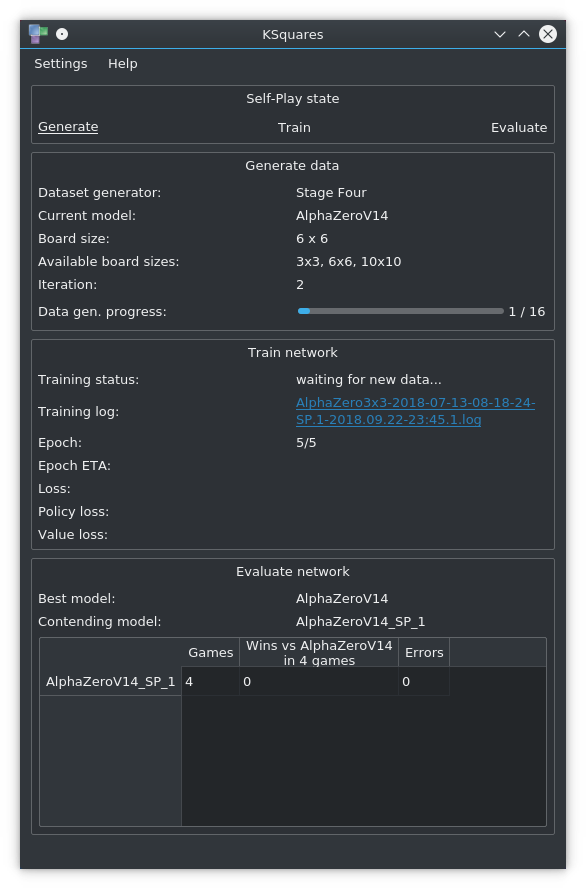 KSquares
Settings Help
Self-Play state
Generate Train Evaluate
Generate data
Dataset generator: Stage Four
Current model: AlphaZeroV14
Board size: 6 x 6
Available board sizes: 3x3, 6x6, 10x10
Iteration: 2
Data gen. progress: 1 / 16
Train network
Training status: waiting for new data...
Training log: AlphaZero3x3-2018-07-13-08-18-24-
SP.1-2018.09.22-23:45.1.log
Epoch: 5/5
Epoch ETA:
Loss:
Policy loss:
Value loss:
Evaluate network
Best model: AlphaZeroV14
Contending model: AlphaZeroV14_SP_1
Games Wins vs AlphaZeroV14 Errors
in 4 games
AlphaZeroV14_SP_1 4 0 0